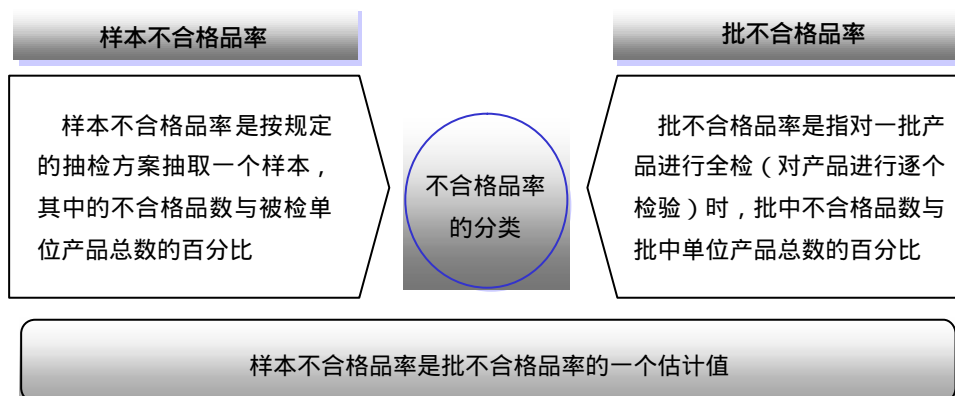 样本不合格品率
批不合格品率
样本不合格品率是按规定
的抽检方案抽取一个样本，
其中的不合格品数与被检单
位产品总数的百分比
不合格品率
的分类
批不合格品率是指对一批产
品进行全检（对产品进行逐个
检验）时，批中不合格品数与
批中单位产品总数的百分比
样本不合格品率是批不合格品率的一个估计值